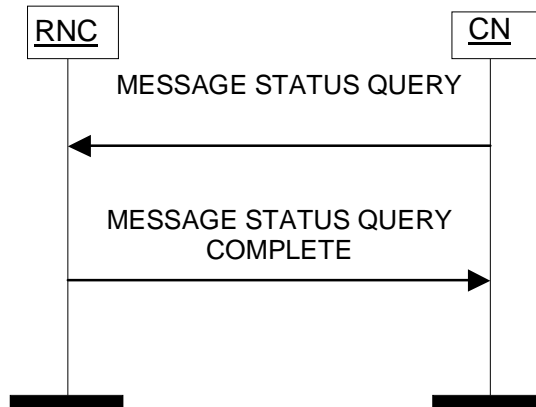 RNC
CN
MESSAGE STATUS QUERY
MESSAGE STATUS QUERY
COMPLETE